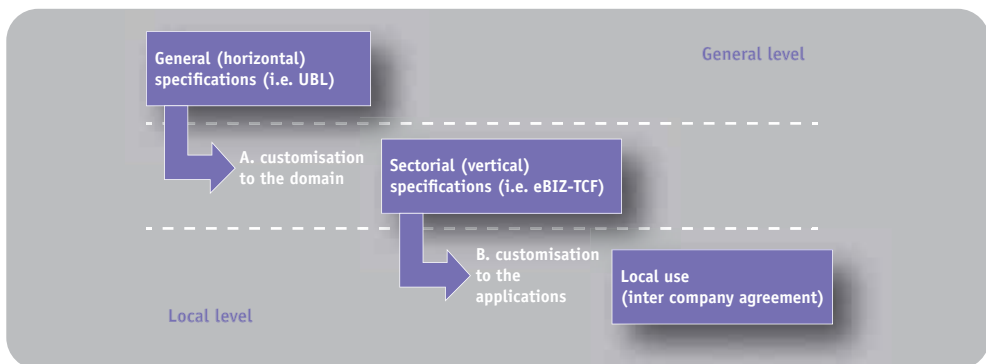 General (horizontal)
specifications (i.e. UBL)
General level
A. customisation
to the domain
Sectorial (vertical)
specifications (i.e. eBIZ-TCF)
B. customisation
to the
applications
Local use
(inter company agreement)
Local level